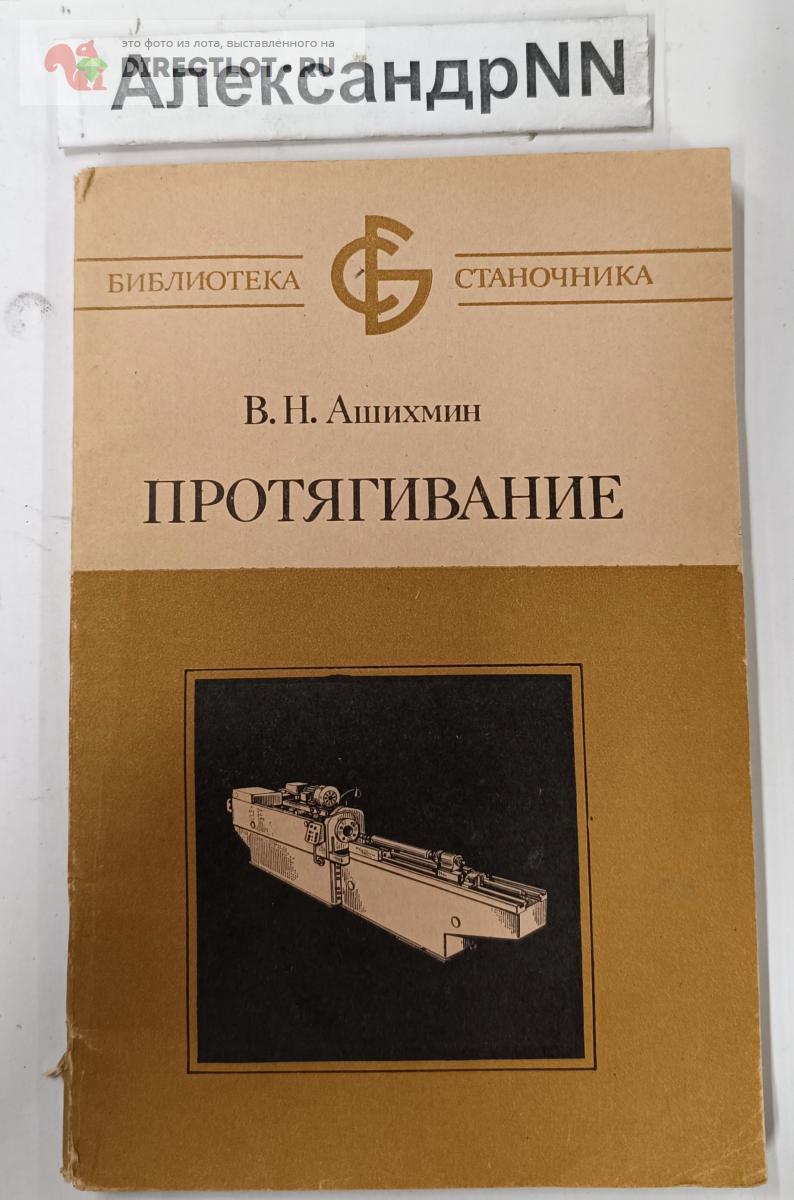 это фото из лота, выставленного на
DIRECTLOT.RU
АлександрNN
БИБЛИОТЕКА СТАНОЧНИКА
В. Н. Ашихмин
ПРОТЯГИВАНИЕ